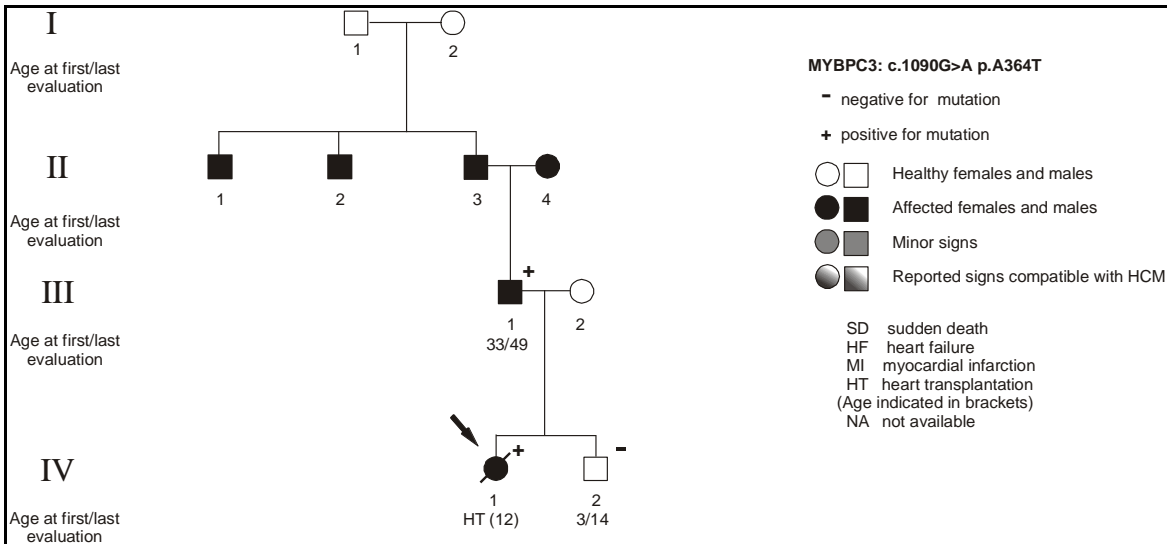 I
Age at first/last
evaluation
1 2
II
Age at first/last
evaluation
1 2 3 4
III
Age at first/last
evaluation
+
1 2
33/49
IV
Age at first/last
evaluation
+ -
1 2
HT (12) 3/14
MYBPC3: c.1090G>A p.A364T
- negative for mutation
+ positive for mutation
Healthy females and males
Affected females and males
Minor signs
Reported signs compatible with HCM
SD sudden death
HF heart failure
MI myocardial infarction
HT heart transplantation
(Age indicated in brackets)
NA not available